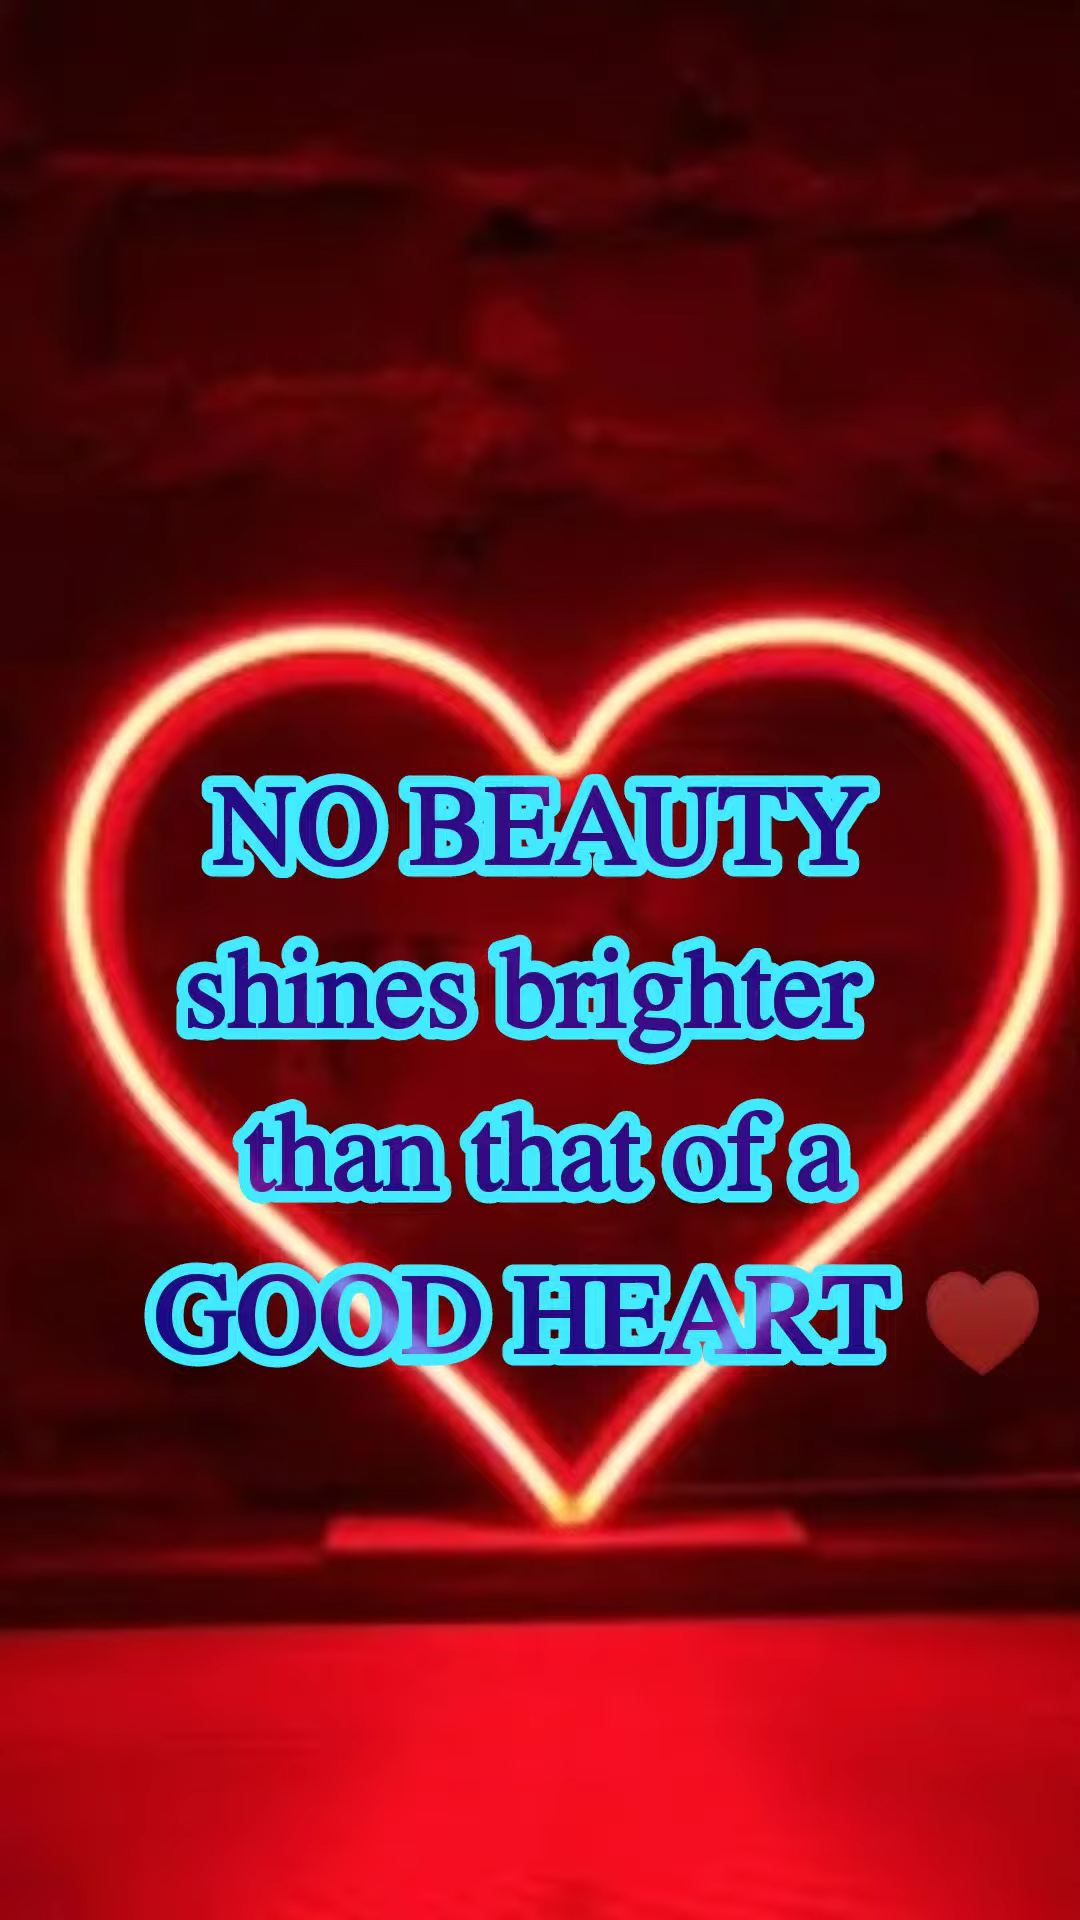 NO BEAUTY
shines brighter
than that of a
GOOD HEART ♥️